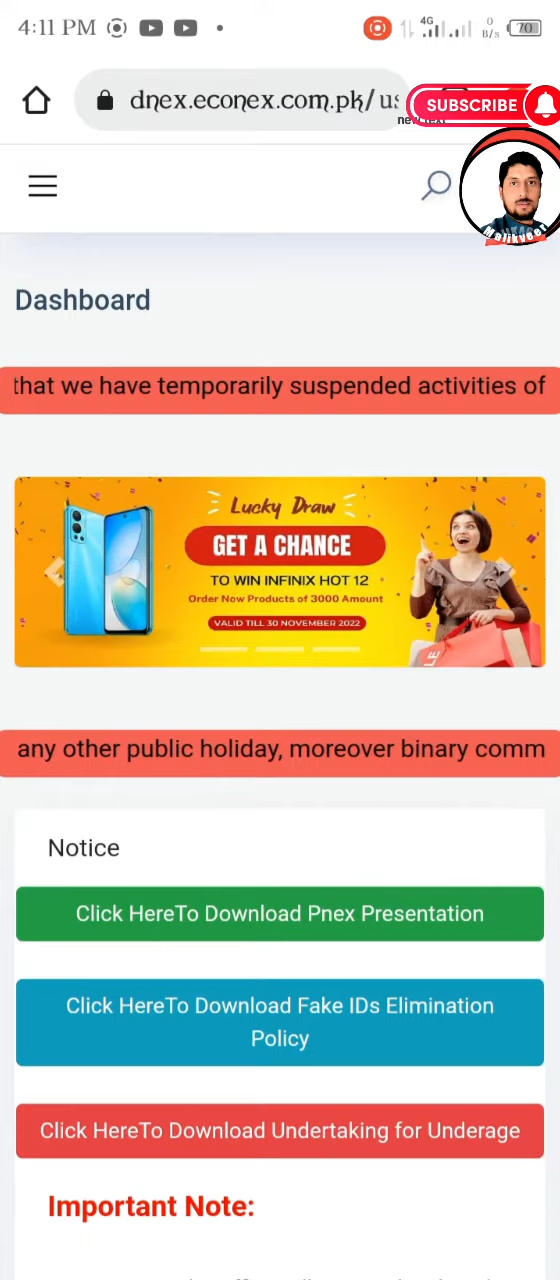 4:11 PM
4G
0
B/s
70
dnex.econex.com.pk/us
SUBSCRIBE
Malikveer
Dashboard
that we have temporarily suspended activities of
Lucky Draw
GET A CHANCE
TO WIN INFINIX HOT 12
Order Now Products of 3000 Amount
VALID TILL 30 NOVEMBER 2022
any other public holiday, moreover binary comm
Notice
Click HereTo Download Pnex Presentation
Click HereTo Download Fake IDs Elimination
Policy
Click HereTo Download Undertaking for Underage
Important Note: